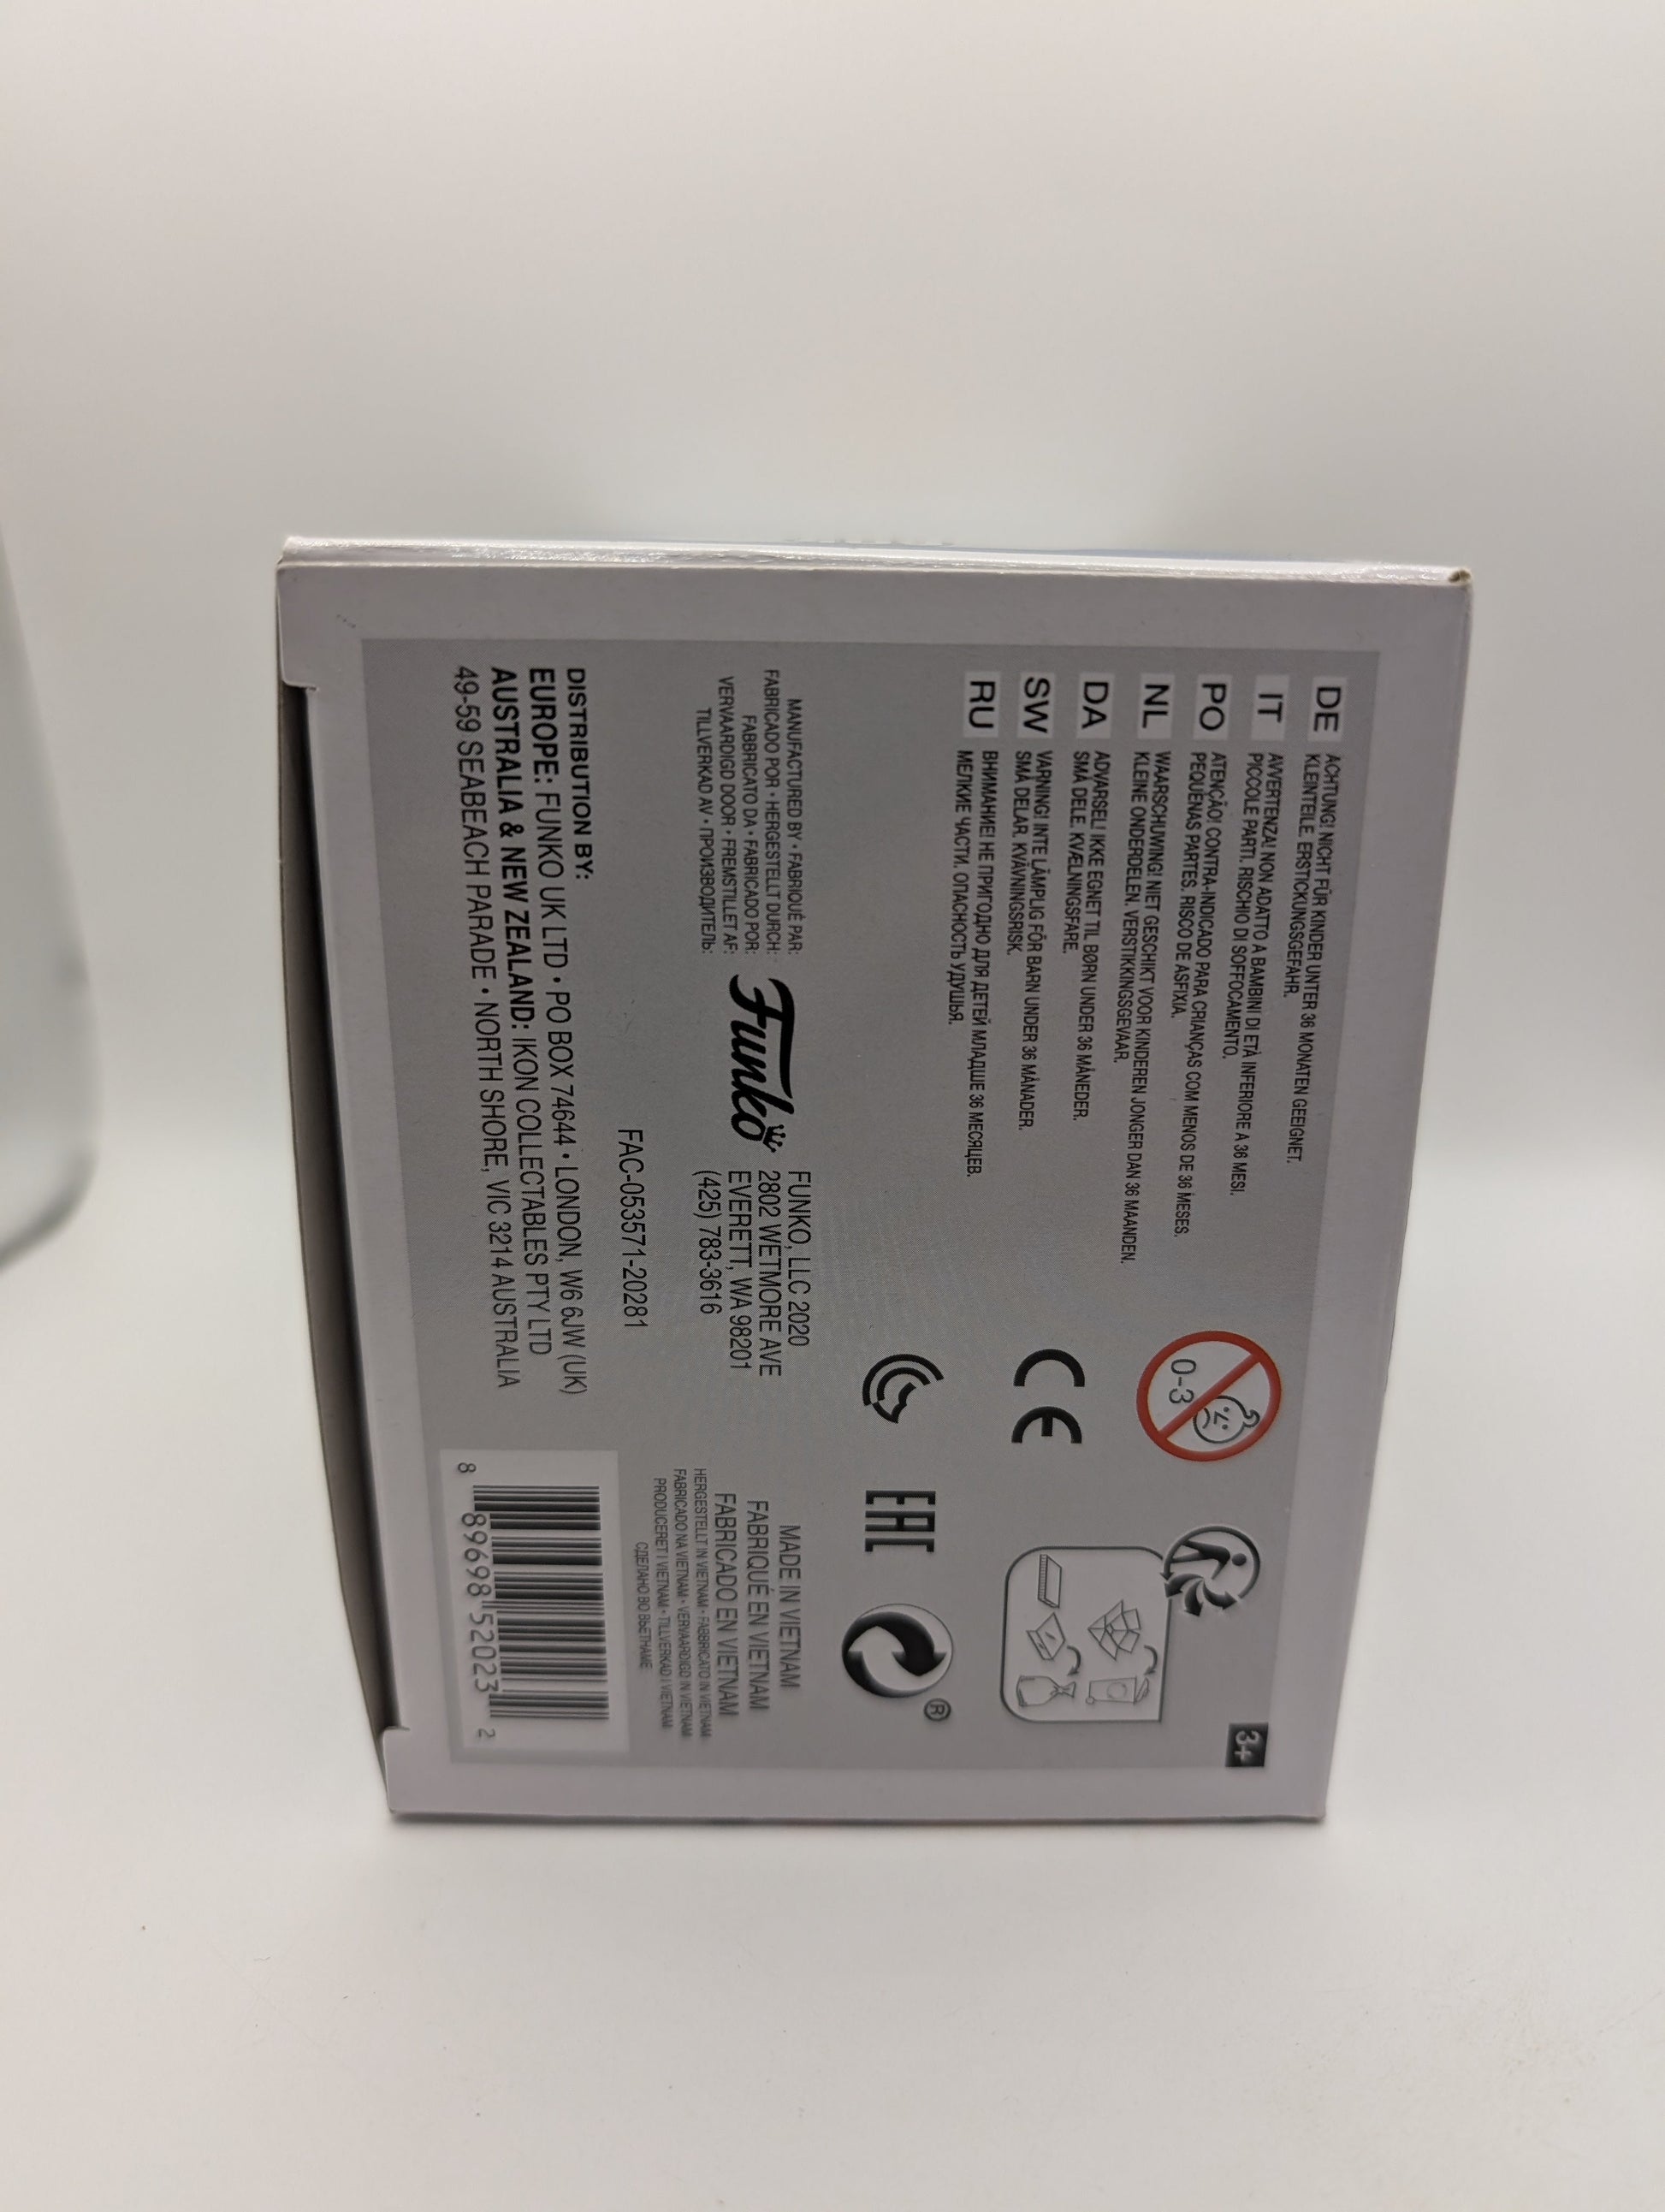 DE ACHTUNG! NICHT FÜR KINDER UNTER 36 MONATEN GEEIGNET.
KLEINTEILE. ERSTICKUNGSGEFAHR.
IT AVVERTENZA! NON ADATTO A BAMBINI DI ETÀ INFERIORE A 36 MESI.
PICCOLE PARTI. RISCHIO DI SOFFOCAMENTO.
PO ATENÇÃO! CONTRA-INDICADO PARA CRIANÇAS COM MENOS DE 36 MESES.
PEQUENAS PARTES. RISCO DE ASFIXIA.
NL WAARSCHUWING! NIET GESCHIKT VOOR KINDEREN JONGER DAN 36 MAANDEN.
KLEINE ONDERDELEN. VERSTIKKINGSGEVAAR.
DA ADVARSEL! IKKE EGNET TIL BØRN UNDER 36 MÅNEDER.
SMÅ DELE. KVÆLNINGSFARE.
SW VARNING! INTE LÄMPLIG FÖR BARN UNDER 36 MÅNADER.
SMÅ DELAR. KVÄVNINGSRISK.
RU ВНИМАНИЕ! НЕ ПРИГОДНО ДЛЯ ДЕТЕЙ МЛАДШЕ 36 МЕСЯЦЕВ.
МЕЛКИЕ ЧАСТИ. ОПАСНОСТЬ УДУШЬЯ.
0-3
3+
CE
EAC
®
MANUFACTURED BY • FABRIQUÉ PAR:
FABRICADO POR • HERGESTELLT DURCH:
FABBRICATO DA • FABRICADO POR:
VERVAARDIGD DOOR • FREMSTILLET AF:
TILLVERKAD AV • ПРОИЗВОДИТЕЛЬ:
Funko
FUNKO, LLC 2020
2802 WETMORE AVE
EVERETT, WA 98201
(425) 783-3616
MADE IN VIETNAM
FABRIQUÉ EN VIETNAM
FABRICADO EN VIETNAM
HERGESTELLT IN VIETNAM • FABBRICATO IN VIETNAM
FABRICADO NA VIETNAM • VERVAARDIGD IN VIETNAM
PRODUCERET I VIETNAM • TILLVERKAD I VIETNAM
СДЕЛАНО ВО ВЬЕТНАМЕ
FAC-053571-20281
DISTRIBUTION BY:
EUROPE: FUNKO UK LTD • PO BOX 74644 • LONDON, W6 6JW (UK)
AUSTRALIA & NEW ZEALAND: IKON COLLECTABLES PTY LTD
49-59 SEABEACH PARADE • NORTH SHORE, VIC 3214 AUSTRALIA
8 89698 52023 2